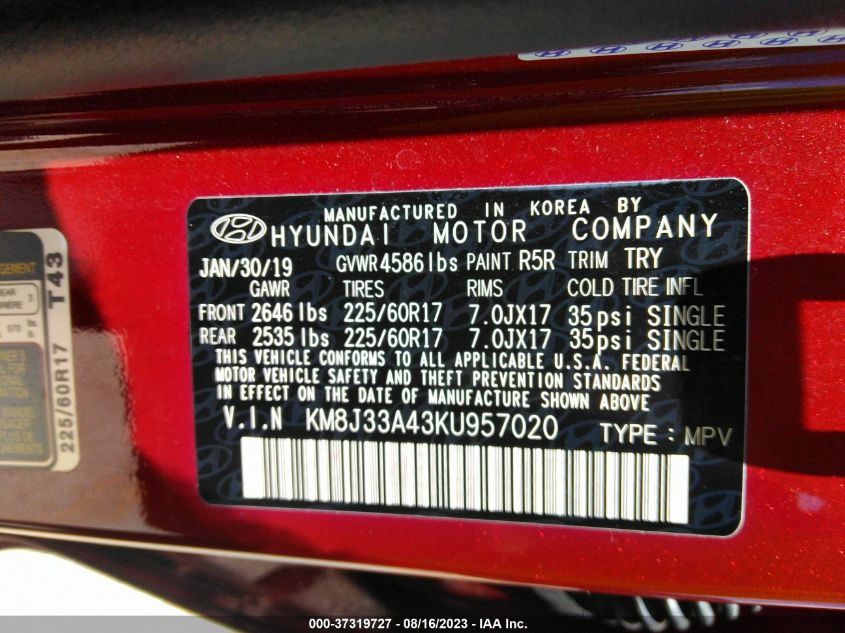 MANUFACTURED IN KOREA BY
HYUNDAI MOTOR COMPANY
JAN/30/19 GVWR 4586 lbs PAINT R5R TRIM TRY
GAWR TIRES RIMS COLD TIRE INFL
FRONT 2646 lbs 225/60R17 7.0JX17 35psi SINGLE
REAR 2535 lbs 225/60R17 7.0JX17 35psi SINGLE
THIS VEHICLE CONFORMS TO ALL APPLICABLE U.S.A. FEDERAL
MOTOR VEHICLE SAFETY AND THEFT PREVENTION STANDARDS
IN EFFECT ON THE DATE OF MANUFACTURE SHOWN ABOVE
V.I.N KM8J33A43KU957020 TYPE : MPV
T43
225/60R17
3
970
000-37319727 - 08/16/2023 - IAA Inc.